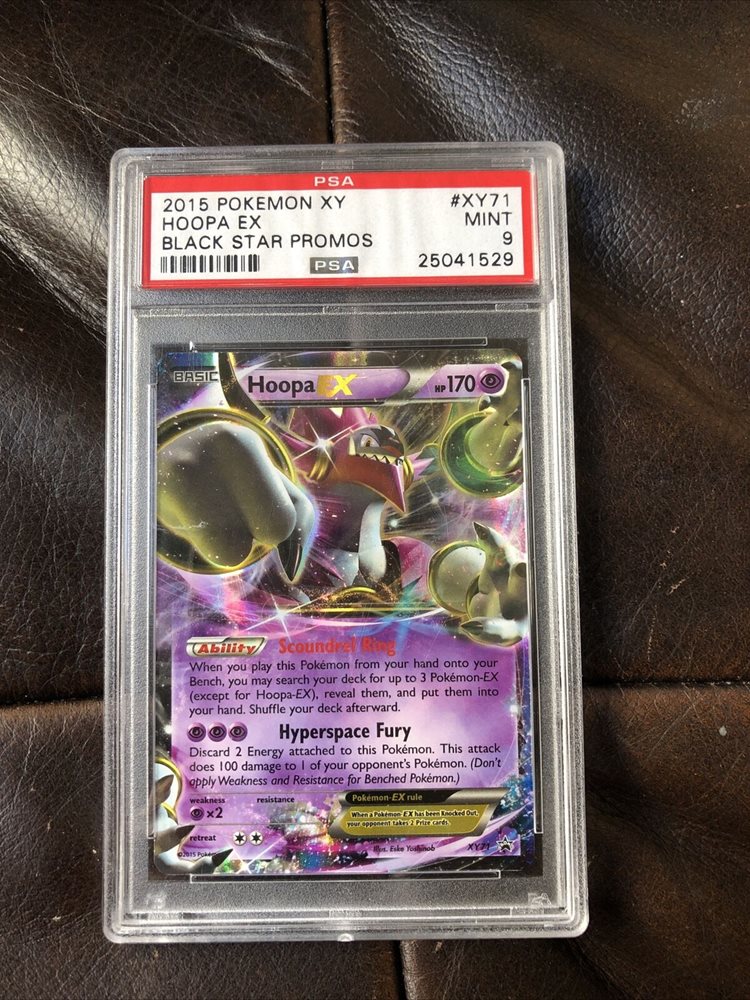 PSA
2015 POKEMON XY #XY71
HOOPA EX MINT
BLACK STAR PROMOS 9
PSA 25041529
BASIC Hoopa EX HP 170
Ability Scoundrel Ring
When you play this Pokémon from your hand onto your
Bench, you may search your deck for up to 3 Pokémon-EX
(except for Hoopa-EX), reveal them, and put them into
your hand. Shuffle your deck afterward.
Hyperspace Fury
Discard 2 Energy attached to this Pokémon. This attack
does 100 damage to 1 of your opponent's Pokémon. (Don't
apply Weakness and Resistance for Benched Pokémon.)
weakness resistance Pokémon-EX rule
×2 When a Pokémon-EX has been Knocked Out,
your opponent takes 2 Prize cards.
retreat
©2015 Illus. Eske Yoshinob XY71